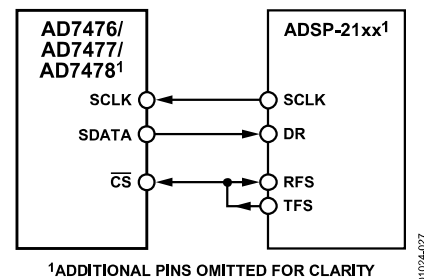 AD7476/
AD7477/
AD7478¹
ADSP-21xx¹
SCLK
SCLK
SDATA
DR
CS
RFS
TFS
¹ADDITIONAL PINS OMITTED FOR CLARITY
01024-027